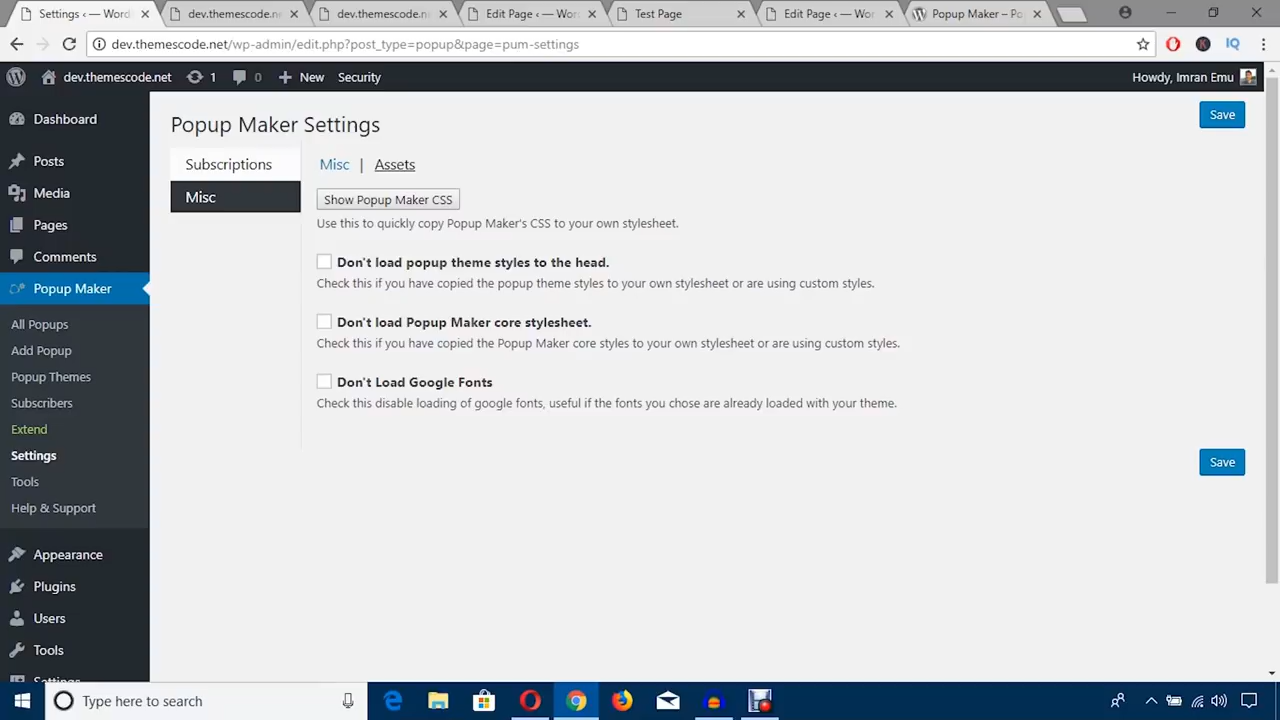 Settings ‹ — Word
dev.themescode.net
dev.themescode.net
Edit Page ‹ — Wor
Test Page
Edit Page ‹ — Wor
Popup Maker – Po
dev.themescode.net/wp-admin/edit.php?post_type=popup&page=pum-settings
IQ
dev.themescode.net
1
0
New
Security
Howdy, Imran Emu
Dashboard
Posts
Media
Pages
Comments
Popup Maker
All Popups
Add Popup
Popup Themes
Subscribers
Extend
Settings
Tools
Help & Support
Appearance
Plugins
Users
Tools
Settings
Popup Maker Settings
Save
Subscriptions
Misc
Misc | Assets
Show Popup Maker CSS
Use this to quickly copy Popup Maker's CSS to your own stylesheet.
Don't load popup theme styles to the head.
Check this if you have copied the popup theme styles to your own stylesheet or are using custom styles.
Don't load Popup Maker core stylesheet.
Check this if you have copied the Popup Maker core styles to your own stylesheet or are using custom styles.
Don't Load Google Fonts
Check this disable loading of google fonts, useful if the fonts you chose are already loaded with your theme.
Save
Type here to search